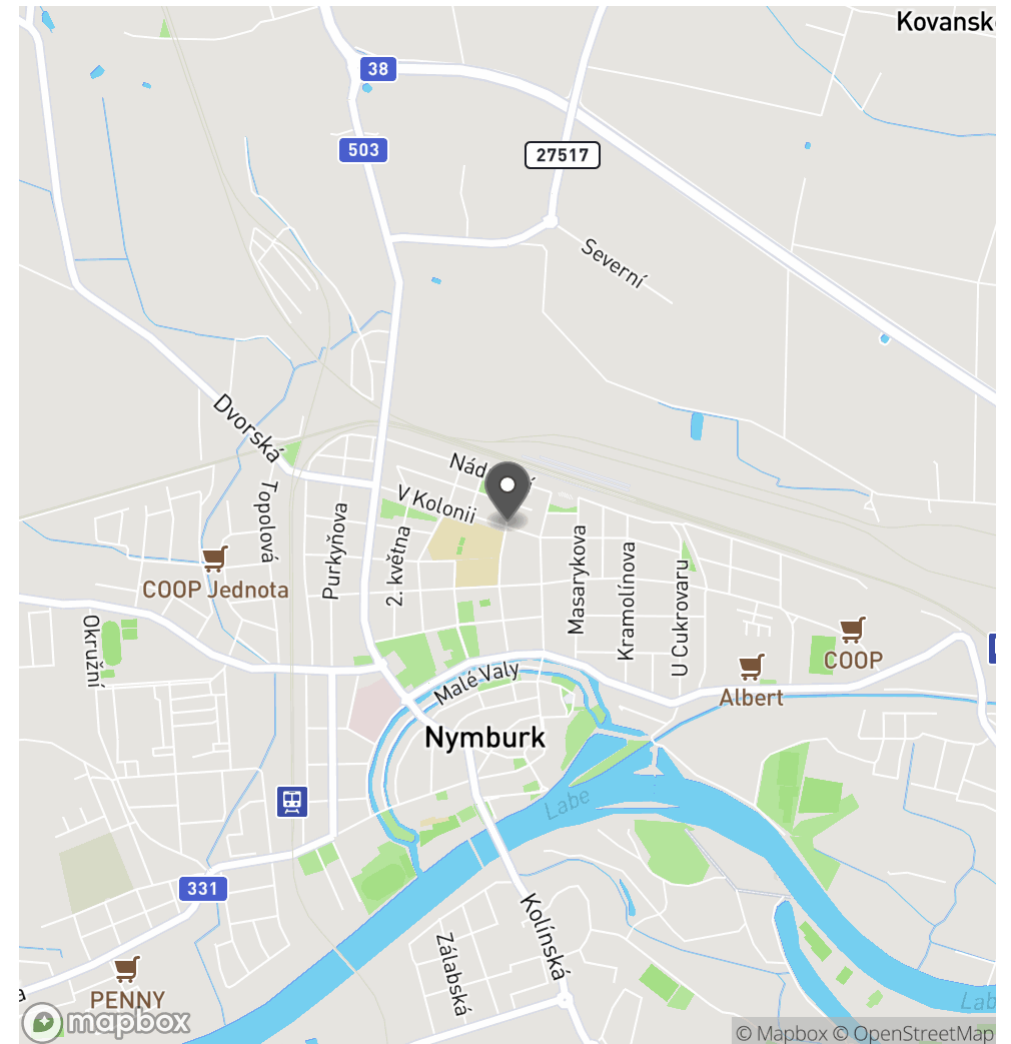 Kovansk
38
503
27517
Severní
Dvorská
Nád
V Kolonii
Topolová
Purkyňova
2. května
Masarykova
Kramolínova
U Cukrovaru
COOP Jednota
Okružní
COOP
Albert
Malé Valy
Nymburk
Labe
331
Kolínská
Zálabská
PENNY
a
Lab
mapbox
© Mapbox © OpenStreetMap